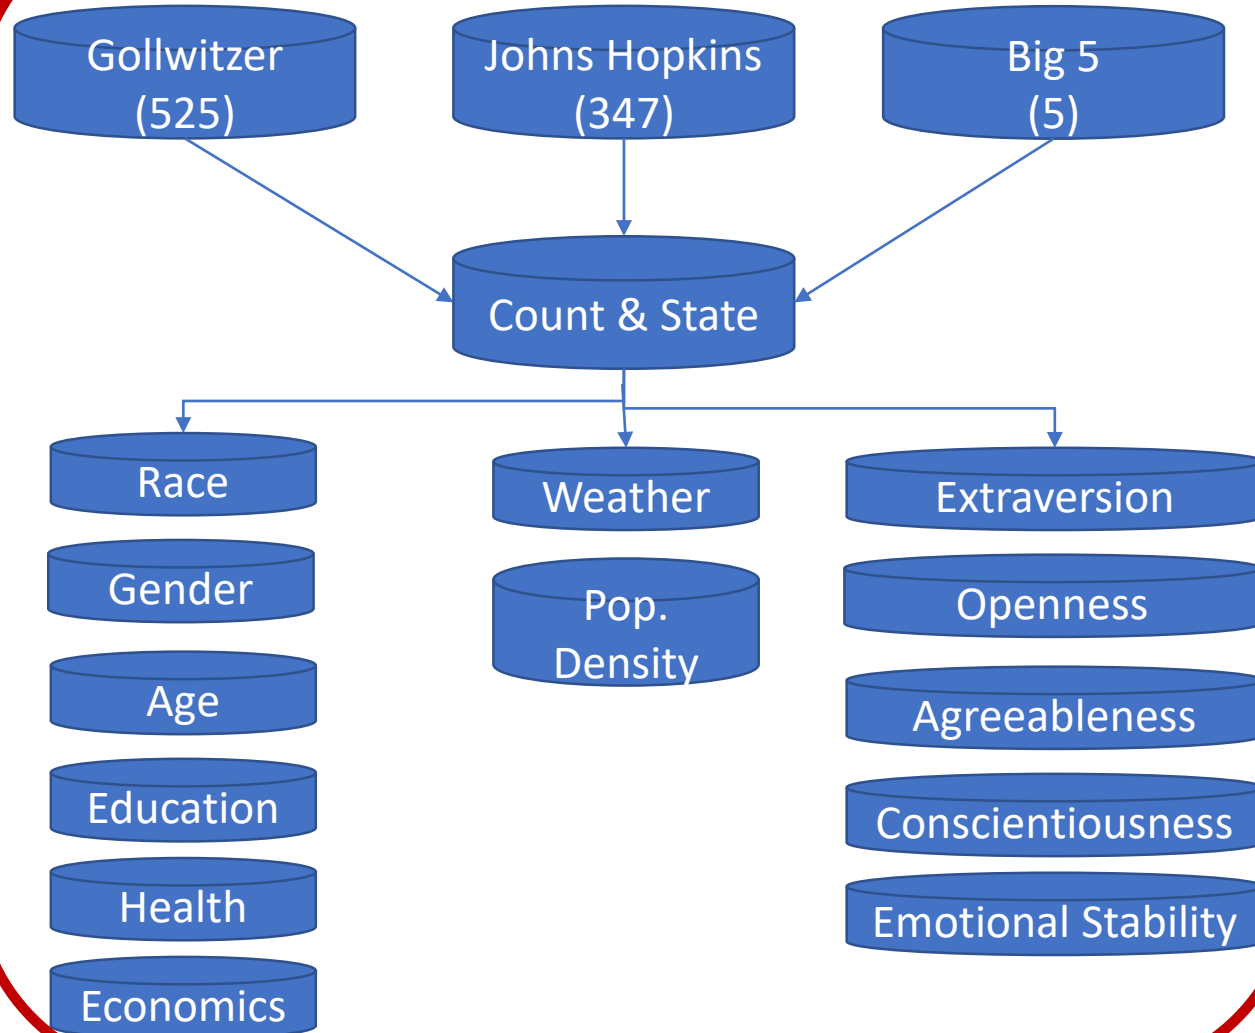 Gollwitzer
(525)
Johns Hopkins
(347)
Big 5
(5)
Count & State
Race
Gender
Age
Education
Health
Economics
Weather
Pop.
Density
Extraversion
Openness
Agreeableness
Conscientiousness
Emotional Stability